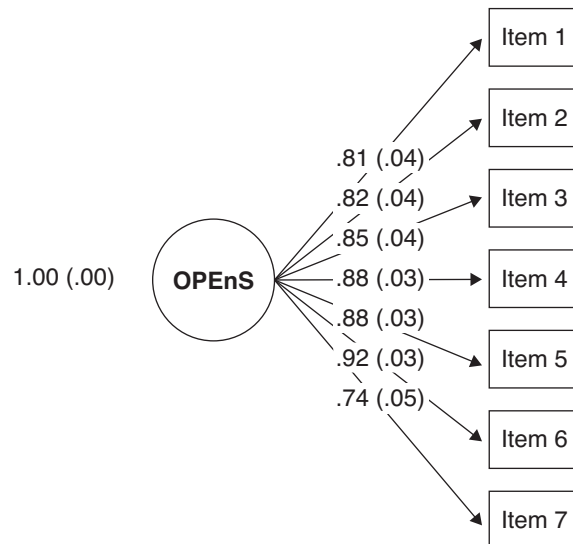 Item 1
Item 2
.81 (.04)
.82 (.04)
Item 3
.85 (.04)
1.00 (.00)
OPEnS
.88 (.03)
Item 4
.88 (.03)
Item 5
.92 (.03)
.74 (.05)
Item 6
Item 7